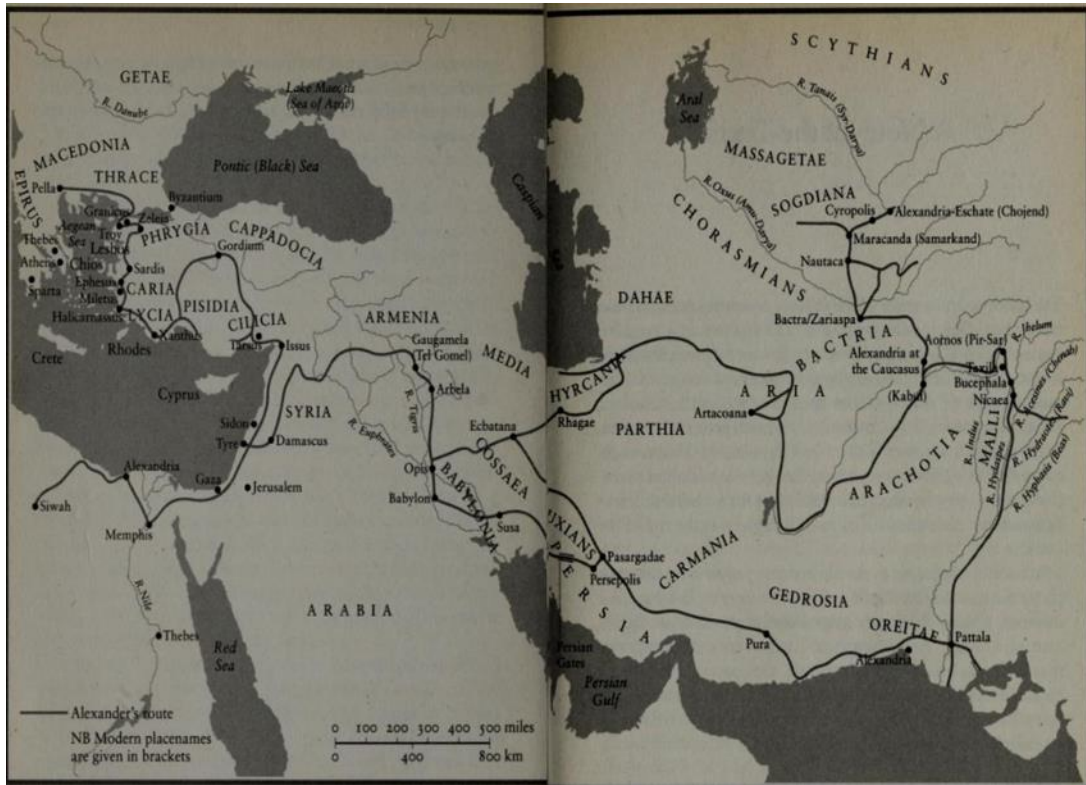 GETAE
R. Danube
Lake Maeotis
(Sea of Azov)
MACEDONIA
THRACE
Pontic (Black) Sea
EPIRUS
Pella
Byzantium
Granicus
Zeleia
Aegean
Sea
Troy
PHRYGIA
CAPPADOCIA
Thebes
Lesbos
Gordium
Athens
Chios
Sardis
Sparta
Ephesus
CARIA
Miletus
PISIDIA
Halicarnassus
LYCIA
CILICIA
ARMENIA
Xanthus
Tarsus
Issus
Crete
Rhodes
Gaugamela
(Tel Gomel)
MEDIA
Cyprus
SYRIA
R. Tigris
Arbela
Sidon
R. Euphrates
Ecbatana
Tyre
Damascus
COSSAEA
Alexandria
Opis
Gaza
Jerusalem
BABYLONIA
Babylon
Siwah
Susa
Memphis
R. Nile
ARABIA
Thebes
Red
Sea
Alexander's route
NB Modern placenames
are given in brackets
0 100 200 300 400 500 miles
0 400 800 km
SCYTHIANS
Aral
Sea
R. Tanais (Syr-Darya)
MASSAGETAE
R. Oxus (Amu-Darya)
SOGDIANA
Caspian
Sea
CHORASMIANS
Cyropolis
Alexandria-Eschate (Chojend)
Maracanda (Samarkand)
Nautaca
DAHAE
Bactra/Zariaspa
BACTRIA
Aornos (Pir-Sar)
R. Jhelum
HYRCANIA
Alexandria at
the Caucasus
Taxila
ARIA
Bucephala
R. Acesines (Chenab)
(Kabul)
Nicaea
Artacoana
Rhagae
PARTHIA
MALLI
R. Hydraotes (Ravi)
R. Indus
ARACHOTIA
R. Hydaspes
R. Hyphasis (Beas)
UXIANS
Pasargadae
CARMANIA
Persepolis
PERSIA
GEDROSIA
OREITAE
Pattala
Persian
Gates
Pura
Alexandria
Persian
Gulf